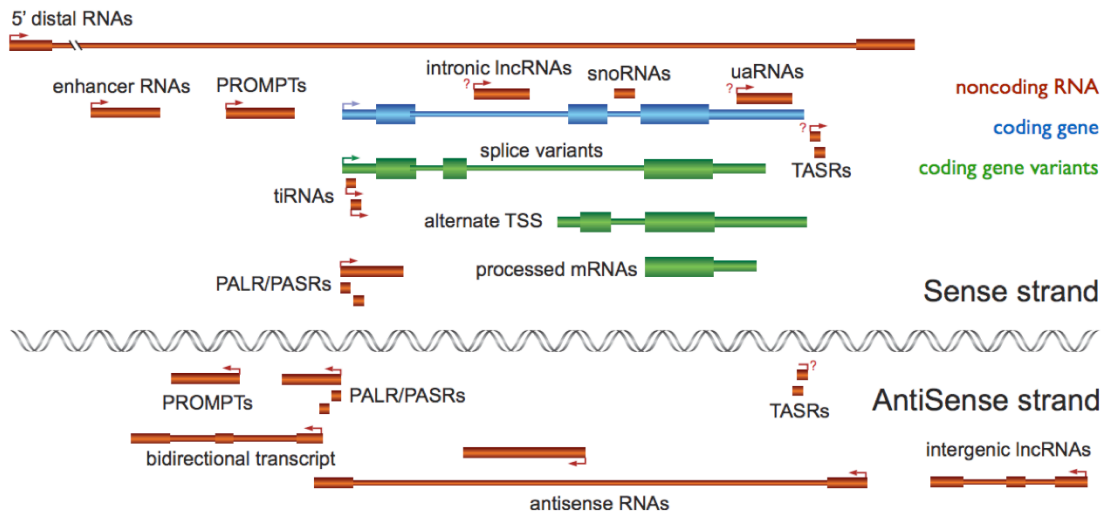 5' distal RNAs
enhancer RNAs
PROMPTs
intronic lncRNAs
?
snoRNAs
uaRNAs
?
noncoding RNA
coding gene
?
TASRs
splice variants
coding gene variants
tiRNAs
alternate TSS
processed mRNAs
PALR/PASRs
Sense strand
PROMPTs
PALR/PASRs
?
TASRs
AntiSense strand
bidirectional transcript
intergenic lncRNAs
antisense RNAs